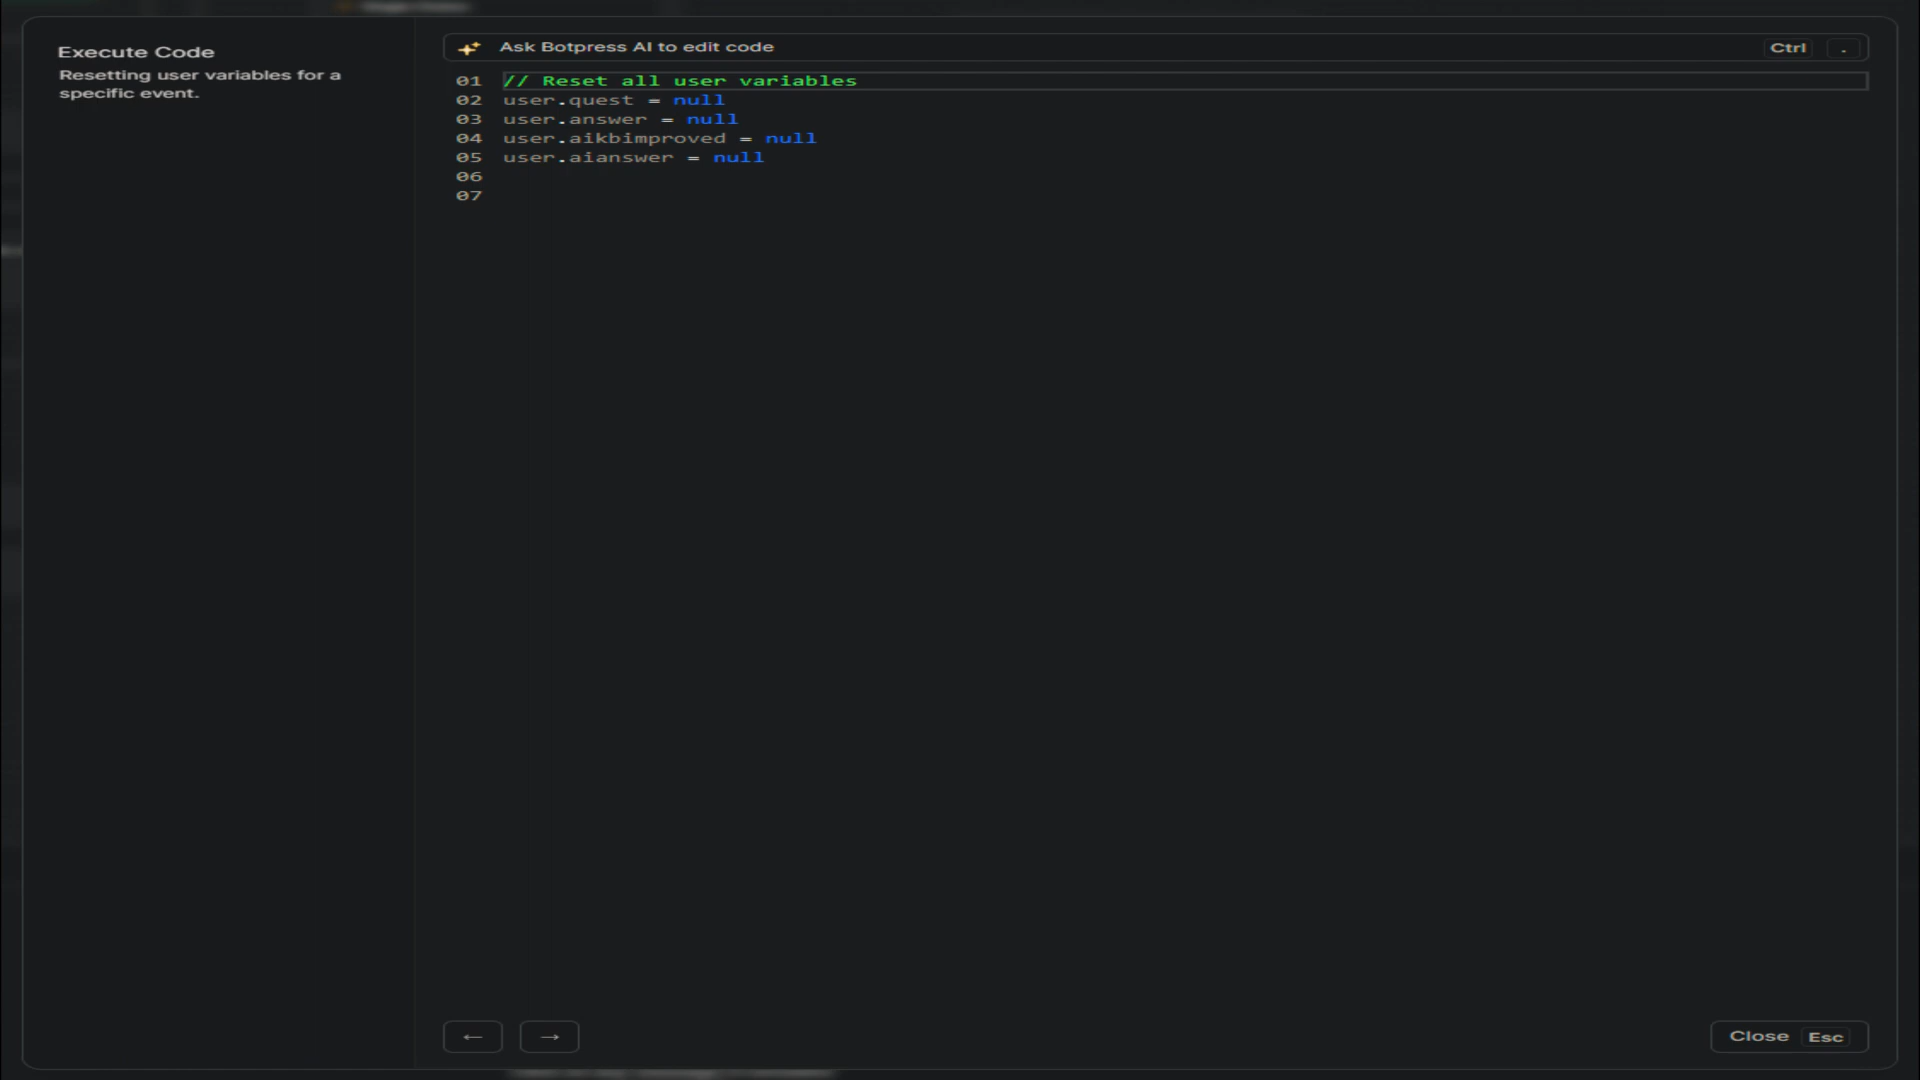 Execute Code
Resetting user variables for a
specific event.
Ask Botpress AI to edit code
Ctrl .
01 // Reset all user variables
02 user.quest = null
03 user.answer = null
04 user.aikbimproved = null
05 user.aianswer = null
06
07
← →
Close Esc